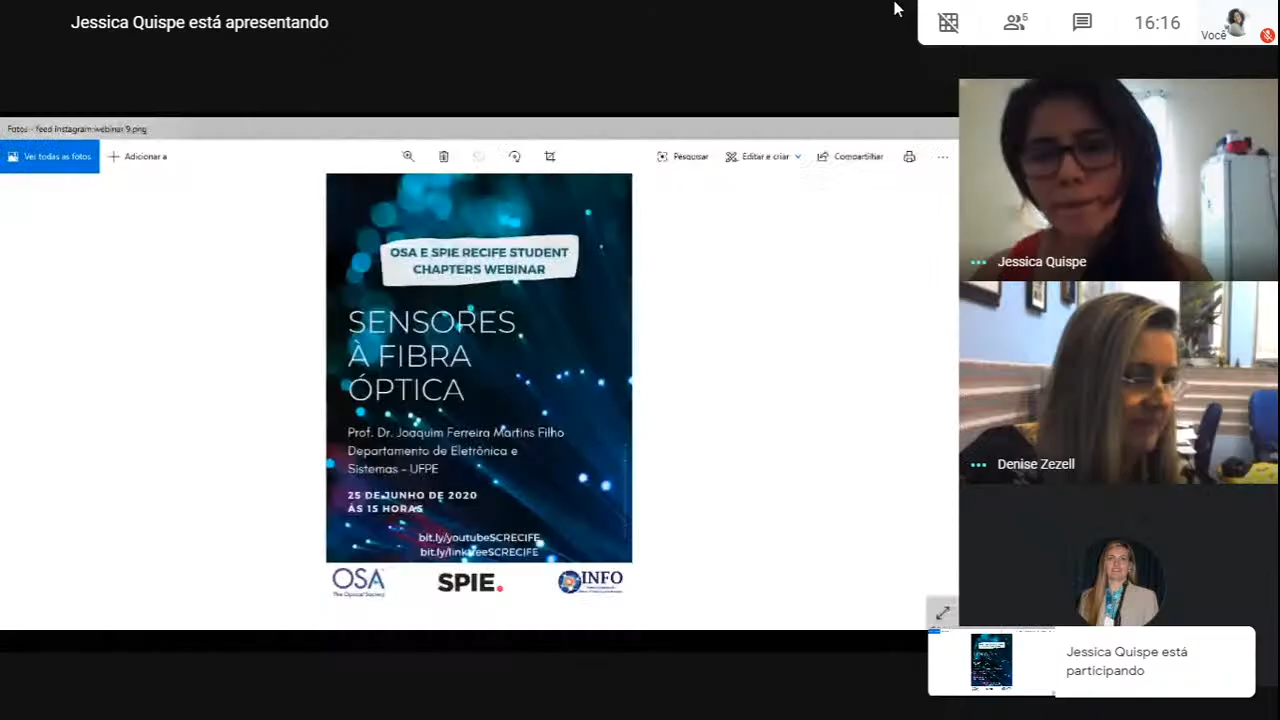 Jessica Quispe está apresentando
5
16:16
Você
Fotos - feed instagram webinar 9.png
Ver todas as fotos
Adicionar a
Pesquisar
Editar e criar
Compartilhar
OSA E SPIE RECIFE STUDENT
CHAPTERS WEBINAR
SENSORES
À FIBRA
ÓPTICA
Prof. Dr. Joaquim Ferreira Martins Filho
Departamento de Eletrônica e
Sistemas - UFPE
25 DE JUNHO DE 2020
ÀS 15 HORAS
bit.ly/youtubeSCRECIFE
bit.ly/linktreeSCRECIFE
OSA
The Optical Society
SPIE.
INFO
Jessica Quispe
Denise Zezell
Jessica Quispe está
participando